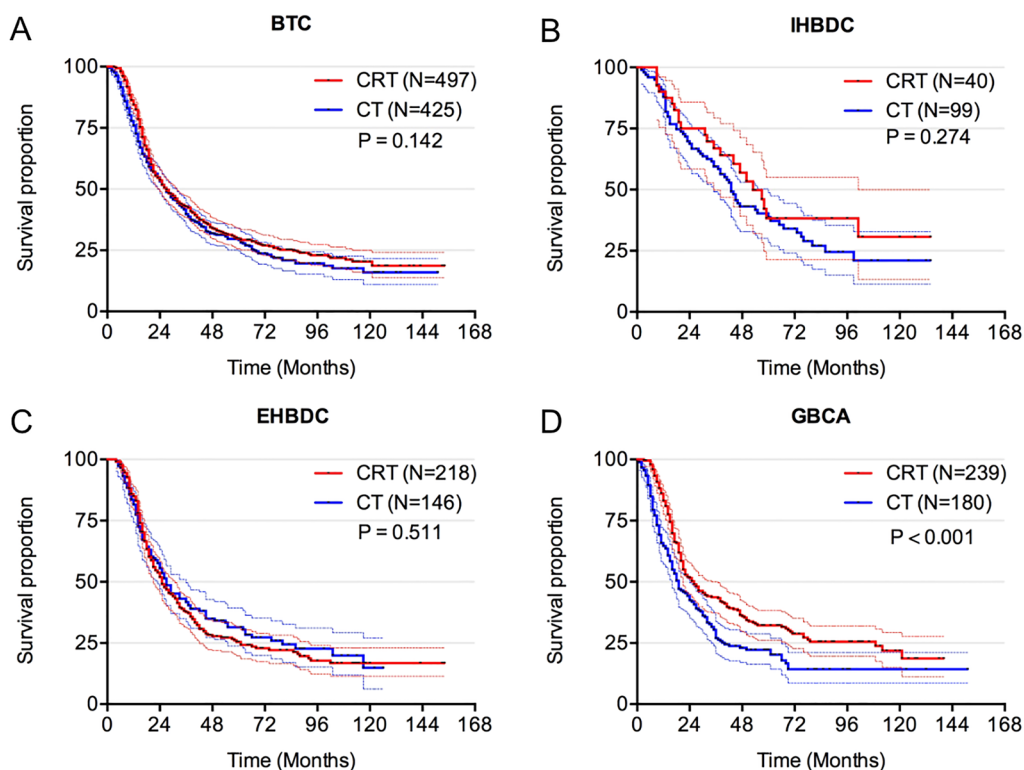 A
BTC
100
75
50
25
0
Survival proportion
CRT (N=497)
CT (N=425)
P = 0.142
0 24 48 72 96 120 144 168
Time (Months)
B
IHBDC
100
75
50
25
0
Survival proportion
CRT (N=40)
CT (N=99)
P = 0.274
0 24 48 72 96 120 144 168
Time (Months)
C
EHBDC
100
75
50
25
0
Survival proportion
CRT (N=218)
CT (N=146)
P = 0.511
0 24 48 72 96 120 144 168
Time (Months)
D
GBCA
100
75
50
25
0
Survival proportion
CRT (N=239)
CT (N=180)
P < 0.001
0 24 48 72 96 120 144 168
Time (Months)